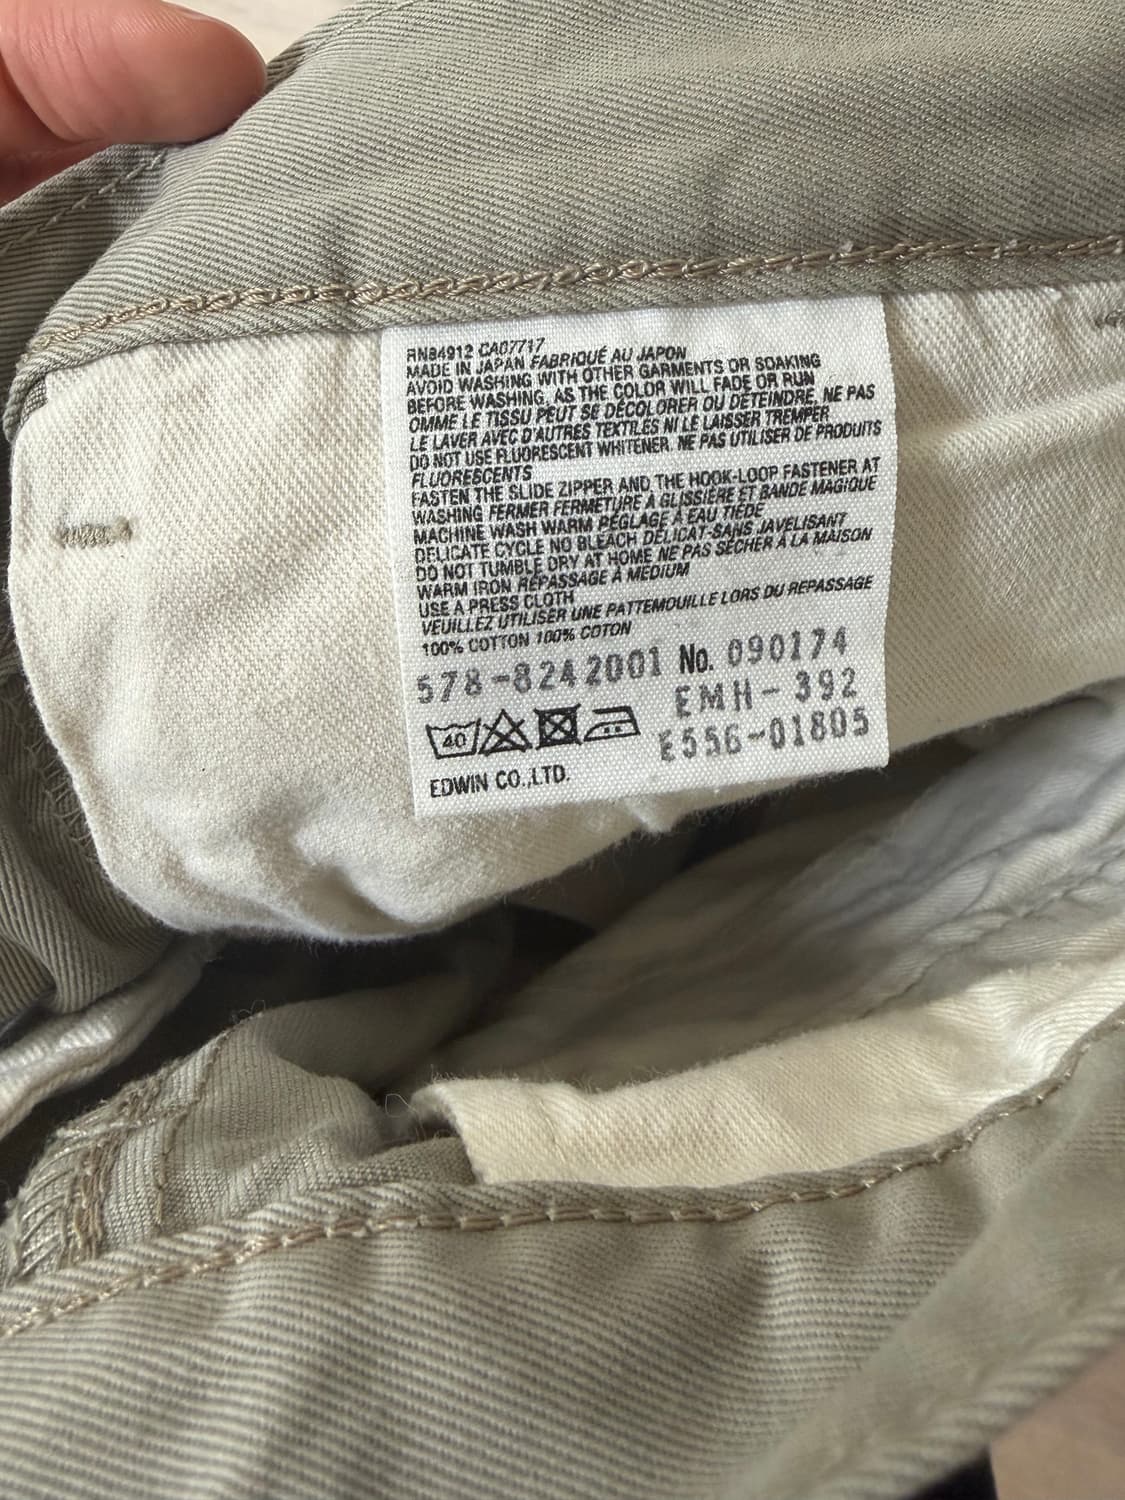 RN84912 CA07717
MADE IN JAPAN FABRIQUÉ AU JAPON
AVOID WASHING WITH OTHER GARMENTS OR SOAKING
BEFORE WASHING, AS THE COLOR WILL FADE OR RUN
OMME LE TISSU PEUT SE DÉCOLORER OU DÉTEINDRE, NE PAS
LE LAVER AVEC D'AUTRES TEXTILES NI LE LAISSER TREMPER
DO NOT USE FLUORESCENT WHITENER. NE PAS UTILISER DE PRODUITS
FLUORESCENTS
FASTEN THE SLIDE ZIPPER AND THE HOOK-LOOP FASTENER AT
WASHING FERMER FERMETURE À GLISSIÈRE ET BANDE MAGIQUE
MACHINE WASH WARM RÉGLAGE À EAU TIÈDE
DELICATE CYCLE NO BLEACH DÉLICAT-SANS JAVELISANT
DO NOT TUMBLE DRY AT HOME NE PAS SÉCHER À LA MAISON
WARM IRON RÉPASSAGE À MEDIUM
USE A PRESS CLOTH
VEUILLEZ UTILISER UNE PATTEMOUILLE LORS DU REPASSAGE
100% COTTON 100% COTON
578-8242001 No. 090174
EMH-392
40
E556-01805
EDWIN CO.,LTD.